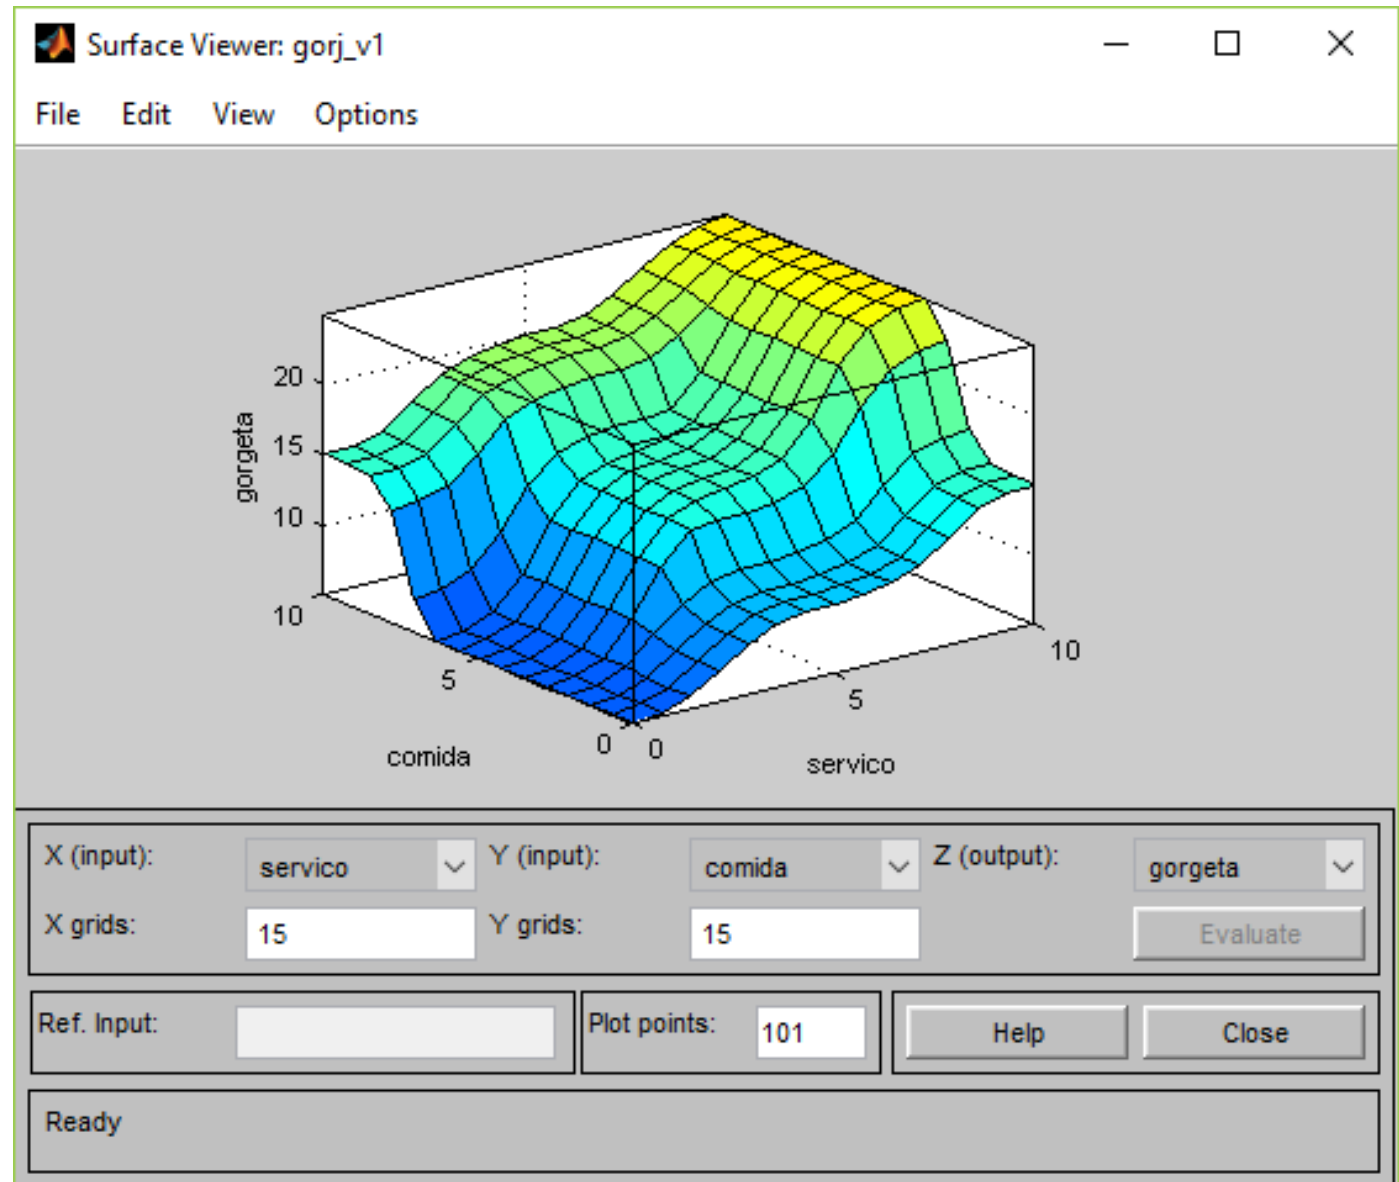 Surface Viewer: gorj_v1
File Edit View Options
20
15
10
gorgeta
10
5
0
comida
0
5
10
servico
X (input): servico Y (input): comida Z (output): gorgeta
X grids: 15 Y grids: 15 Evaluate
Ref. Input: Plot points: 101 Help Close
Ready